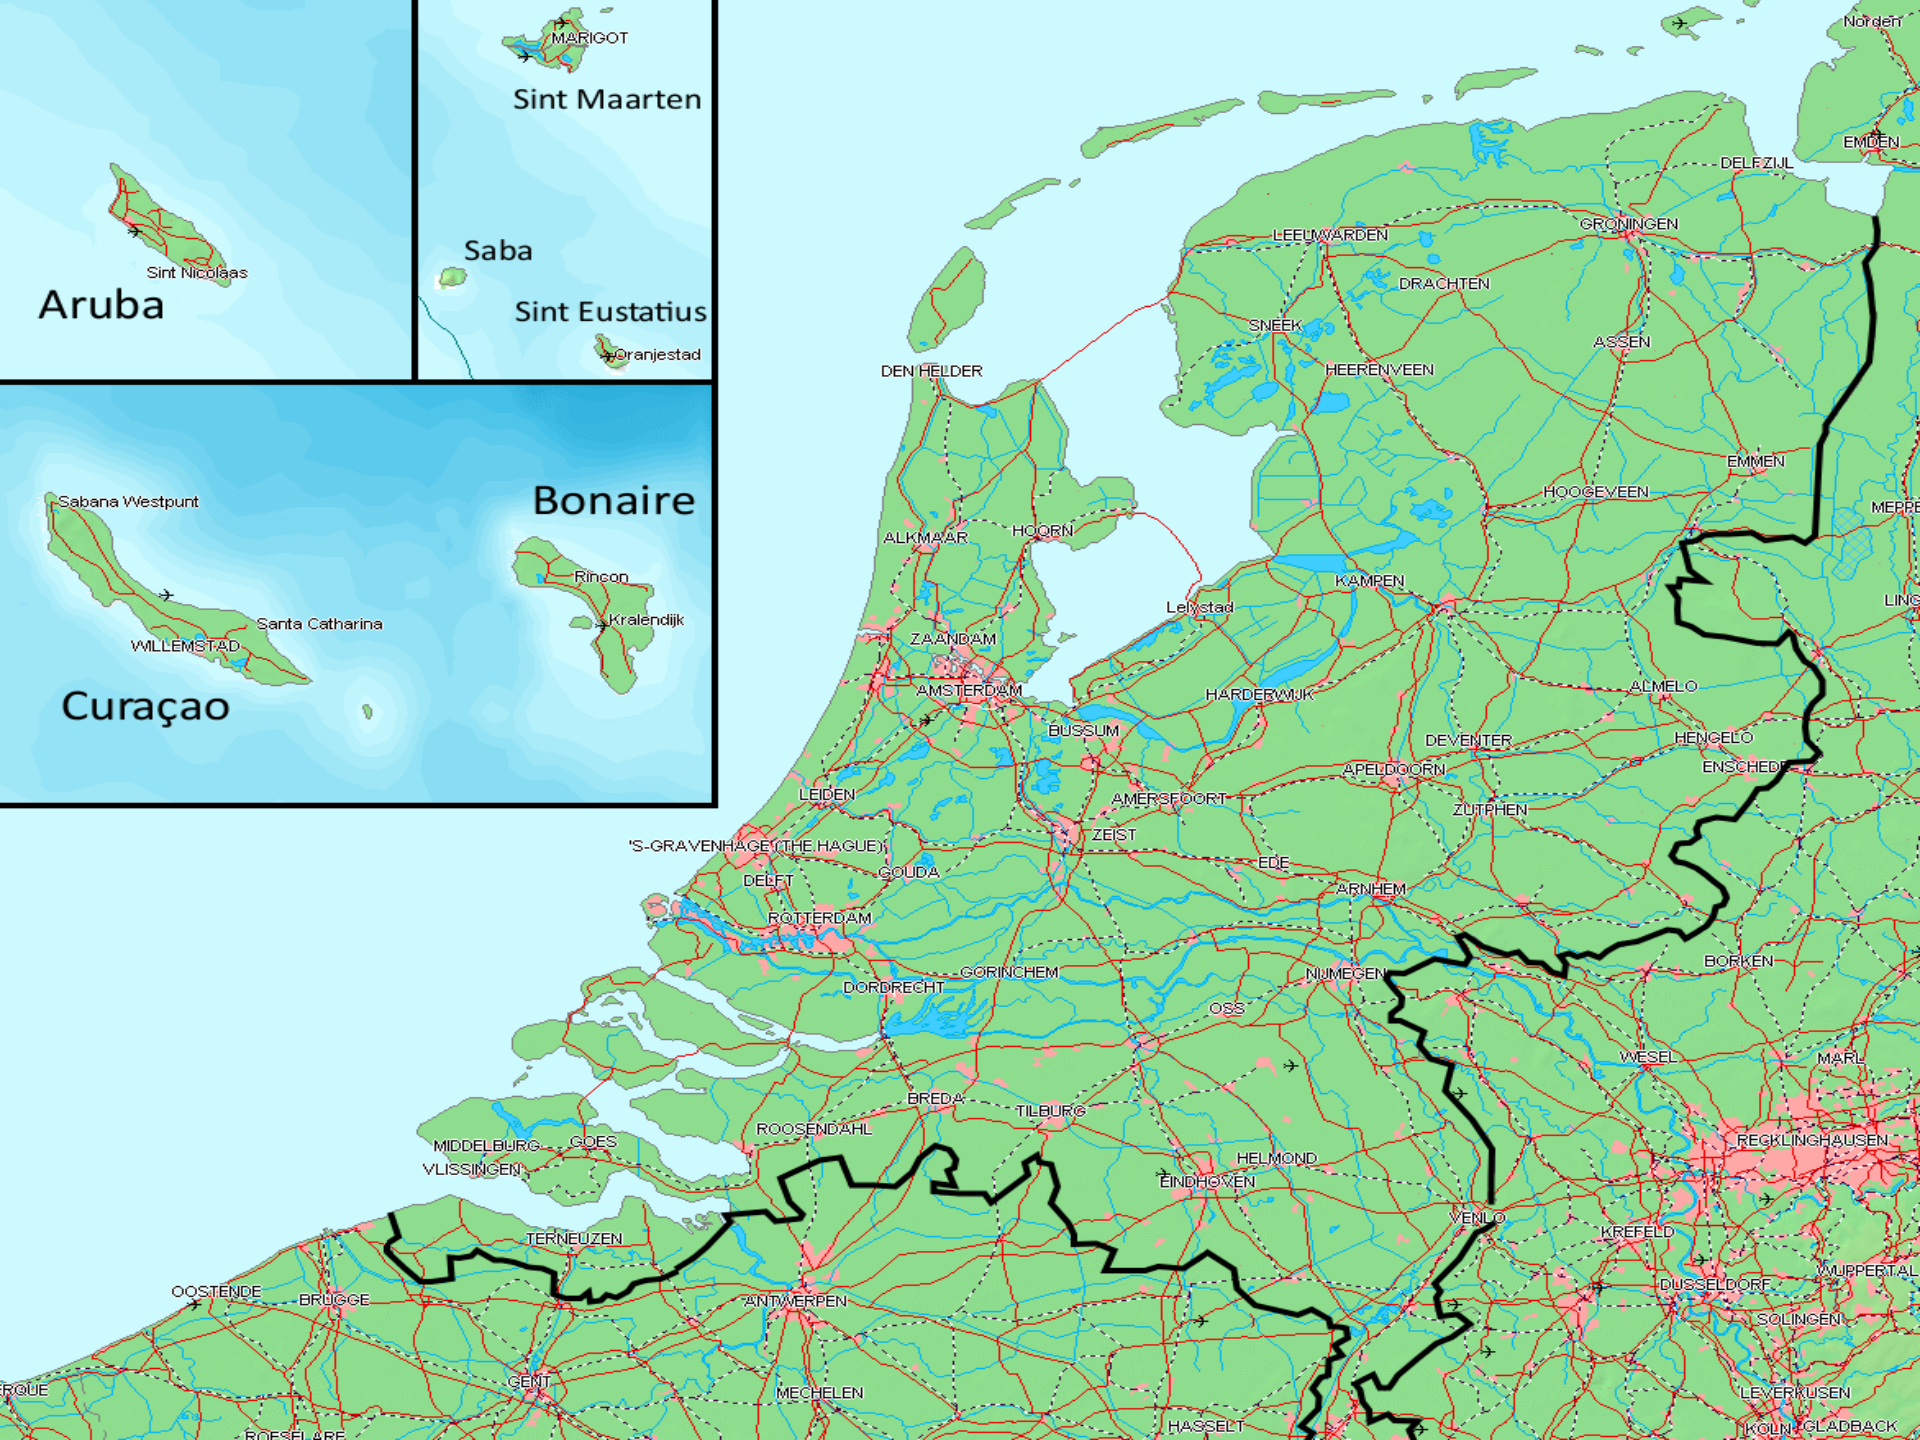 MARIGOT
Sint Maarten
Saba
Sint Eustatius
Oranjestad
Sint Nicolaas
Aruba
Sabana Westpunt
Bonaire
Rincon
Kralendijk
Santa Catharina
WILLEMSTAD
Curaçao
Norden
EMDEN
DELFZIJL
GRONINGEN
LEEUWARDEN
DRACHTEN
SNEEK
ASSEN
HEERENVEEN
DEN HELDER
EMMEN
HOOGEVEEN
MEPPE
HOORN
ALKMAAR
KAMPEN
LING
Lelystad
ZAANDAM
AMSTERDAM
HARDERWIJK
ALMELO
BUSSUM
DEVENTER
HENGELO
ENSCHEDE
APELDOORN
LEIDEN
AMERSFOORT
ZUTPHEN
ZEIST
'S-GRAVENHAGE (THE HAGUE)
EDE
GOUDA
DELFT
ARNHEM
ROTTERDAM
BORKEN
GORINCHEM
NIJMEGEN
DORDRECHT
OSS
WESEL
MARL
BREDA
TILBURG
ROOSENDAHL
RECKLINGHAUSEN
MIDDELBURG
GOES
VLISSINGEN
HELMOND
EINDHOVEN
VENLO
KREFELD
TERNEUZEN
WUPPERTAL
DUSSELDORF
OOSTENDE
BRUGGE
ANTWERPEN
SOLINGEN
GENT
MECHELEN
LEVERKUSEN
ERQUE
HASSELT
KOLN
GLADBACK
ROESELARE